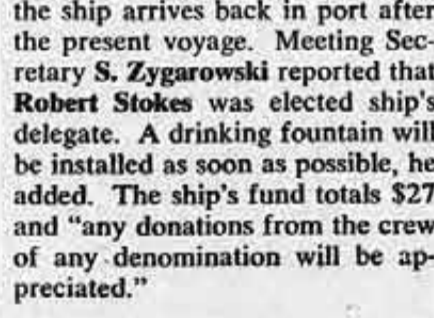 the ship arrives back in port after
the present voyage. Meeting Sec-
retary S. Zygarowski reported that
Robert Stokes was elected ship's
delegate. A drinking fountain will
be installed as soon as possible, he
added. The ship's fund totals $27
and "any donations from the crew
of any denomination will be ap-
preciated."